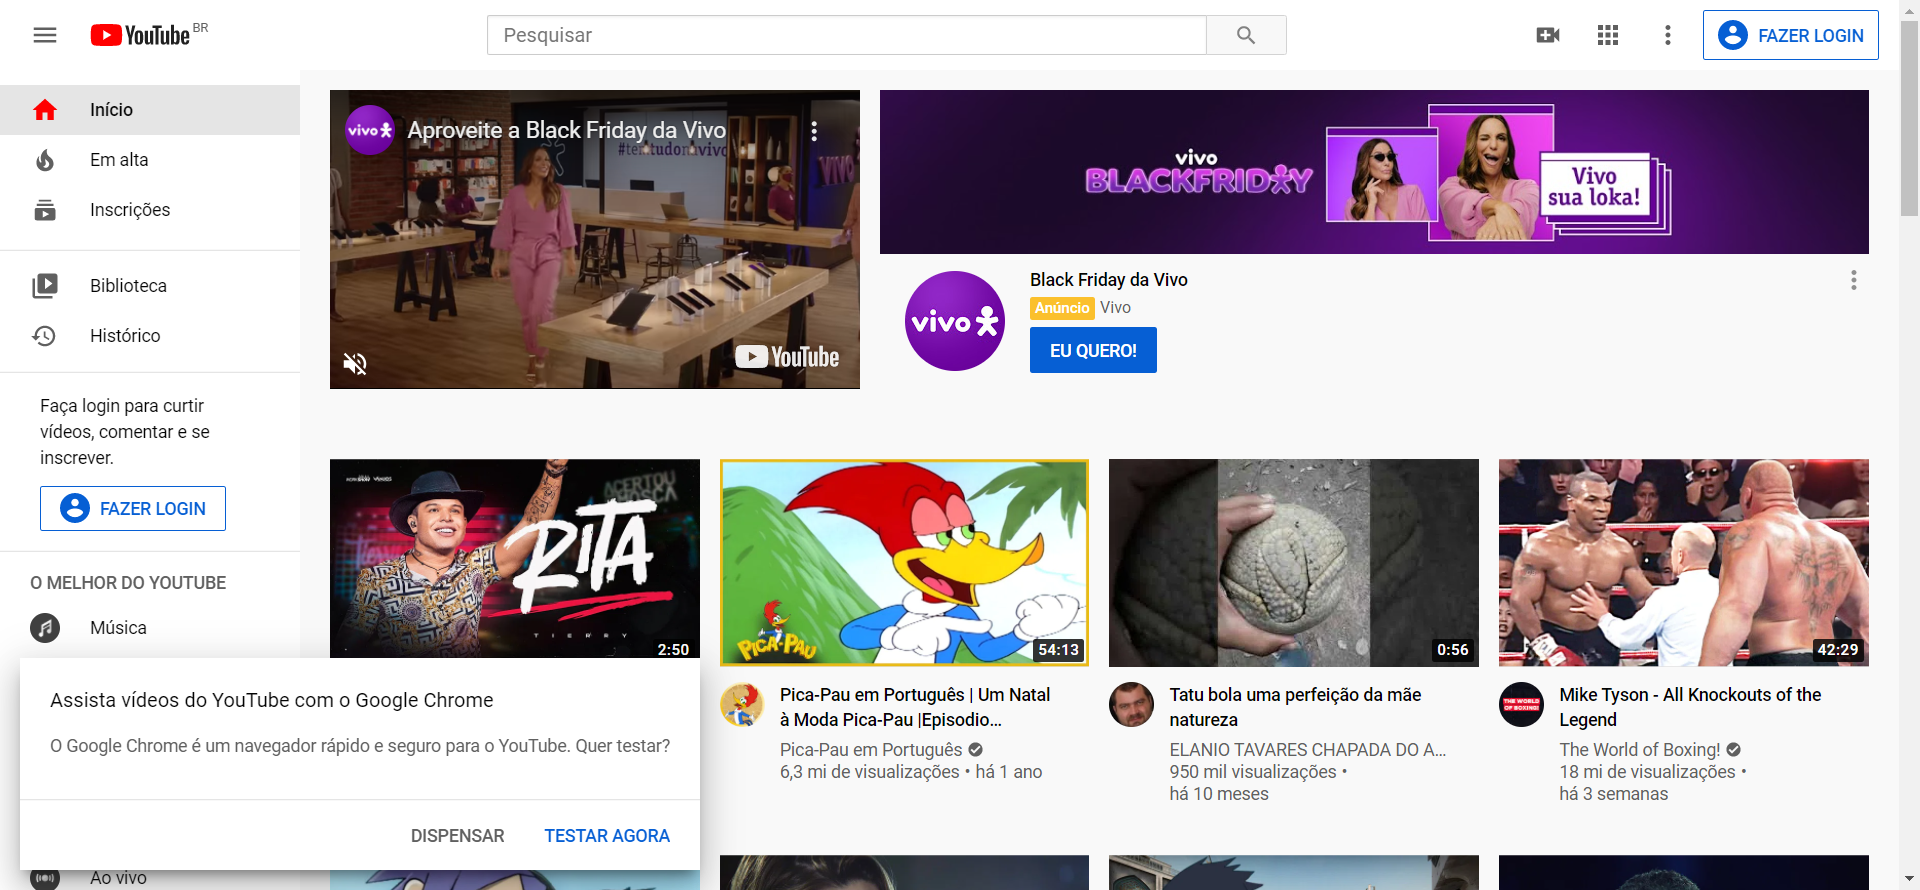 YouTube BR
Pesquisar
FAZER LOGIN
Início
Em alta
Inscrições
Biblioteca
Histórico
Faça login para curtir
vídeos, comentar e se
inscrever.
FAZER LOGIN
O MELHOR DO YOUTUBE
Música
Ao vivo
vivo
Aproveite a Black Friday da Vivo
vivo
YouTube
vivo
BLACKFRIDAY
Vivo
sua loka!
vivo
Black Friday da Vivo
Anúncio Vivo
EU QUERO!
ACERTOU
RITA
TIERRY
2:50
PICA-PAU
54:13
Pica-Pau em Português | Um Natal
à Moda Pica-Pau |Episodio...
Pica-Pau em Português
6,3 mi de visualizações • há 1 ano
0:56
Tatu bola uma perfeição da mãe
natureza
ELANIO TAVARES CHAPADA DO A...
950 mil visualizações •
há 10 meses
42:29
THE WORLD
OF BOXING!
Mike Tyson - All Knockouts of the
Legend
The World of Boxing!
18 mi de visualizações •
há 3 semanas
Assista vídeos do YouTube com o Google Chrome
O Google Chrome é um navegador rápido e seguro para o YouTube. Quer testar?
DISPENSAR
TESTAR AGORA